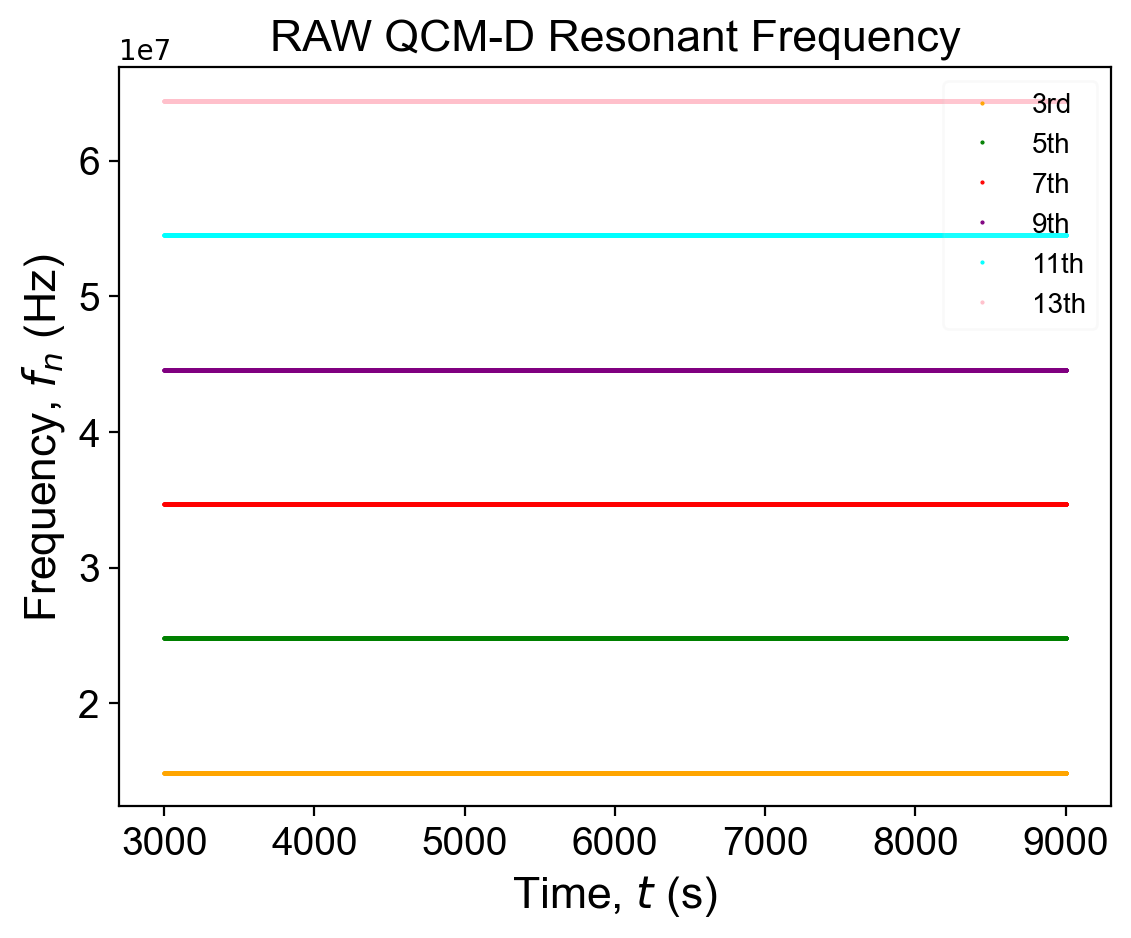 RAW QCM-D Resonant Frequency
1e7
6
5
4
3
2
Frequency, fn (Hz)
3rd
5th
7th
9th
11th
13th
3000 4000 5000 6000 7000 8000 9000
Time, t (s)